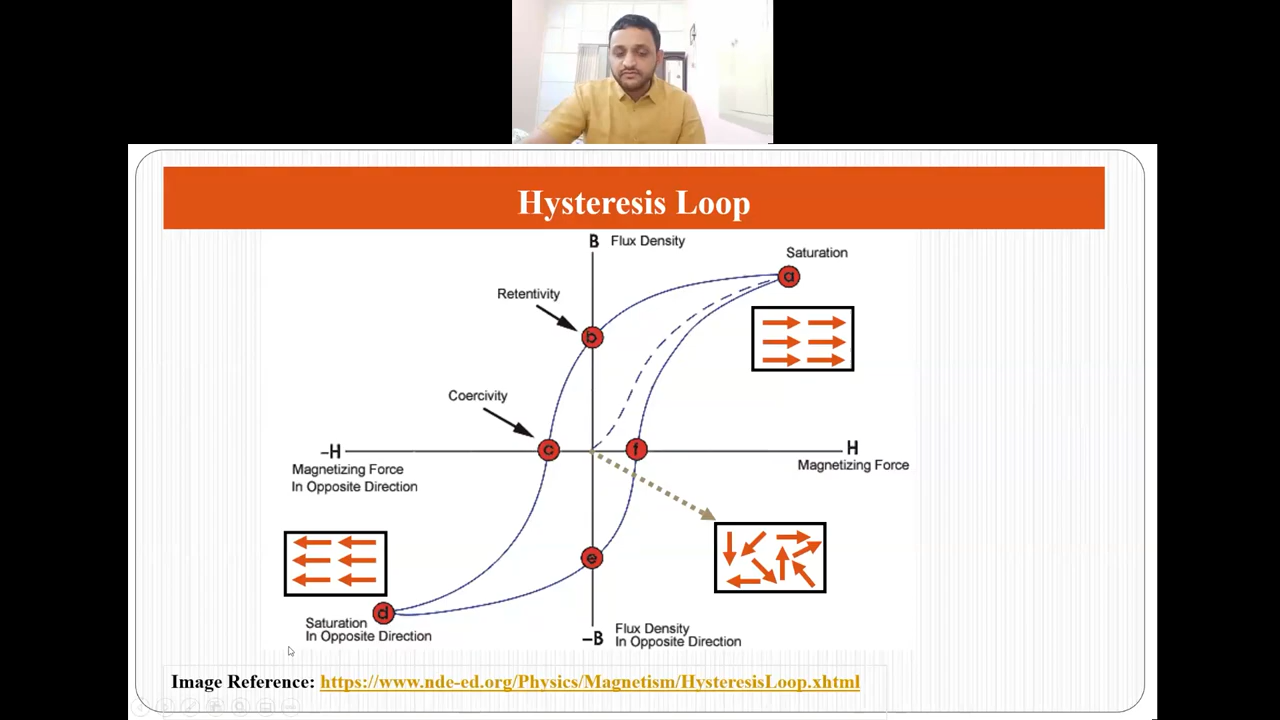 Hysteresis Loop
B Flux Density
Saturation
a
Retentivity
b
Coercivity
–H
c
f
H
Magnetizing Force
In Opposite Direction
Magnetizing Force
e
d
Saturation
In Opposite Direction
–B
Flux Density
In Opposite Direction
Image Reference: https://www.nde-ed.org/Physics/Magnetism/HysteresisLoop.xhtml